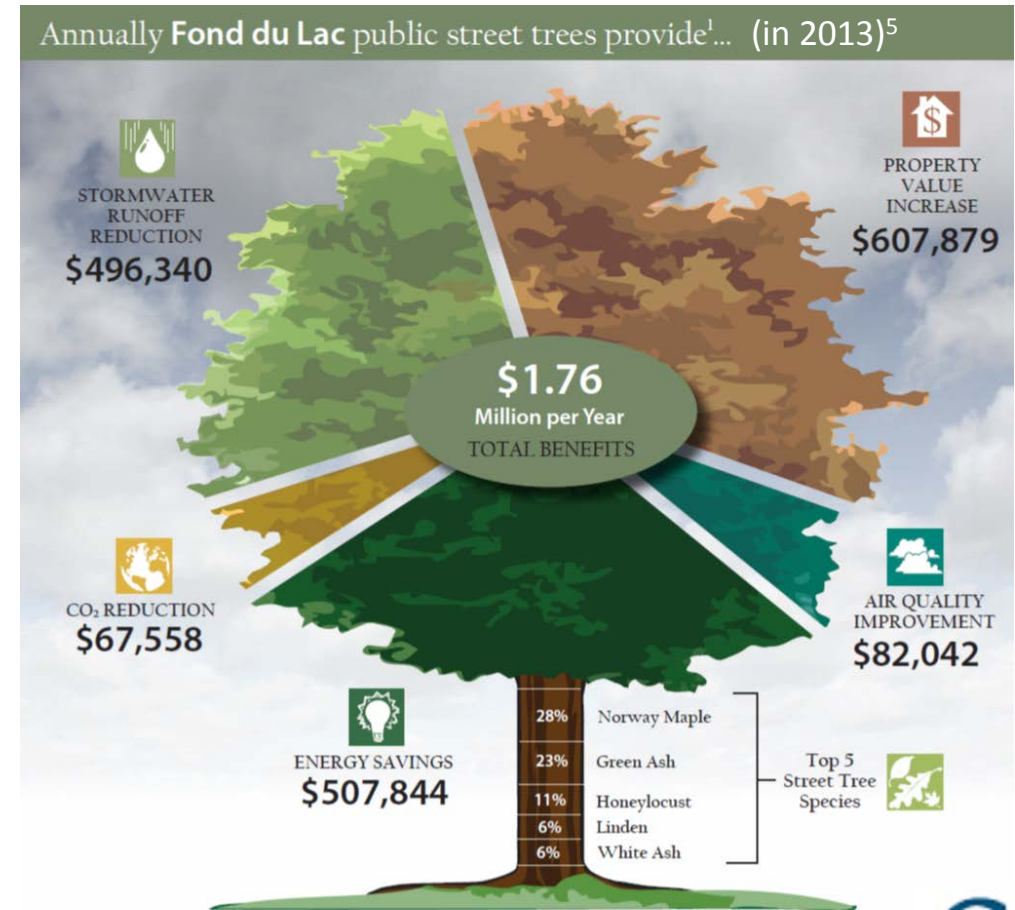 Annually Fond du Lac public street trees provide¹... (in 2013)⁵
STORMWATER
RUNOFF
REDUCTION
$496,340
$
PROPERTY
VALUE
INCREASE
$607,879
$1.76
Million per Year
TOTAL BENEFITS
CO₂ REDUCTION
$67,558
AIR QUALITY
IMPROVEMENT
$82,042
ENERGY SAVINGS
$507,844
28% Norway Maple
23% Green Ash
11% Honeylocust
6% Linden
6% White Ash
Top 5
Street Tree
Species